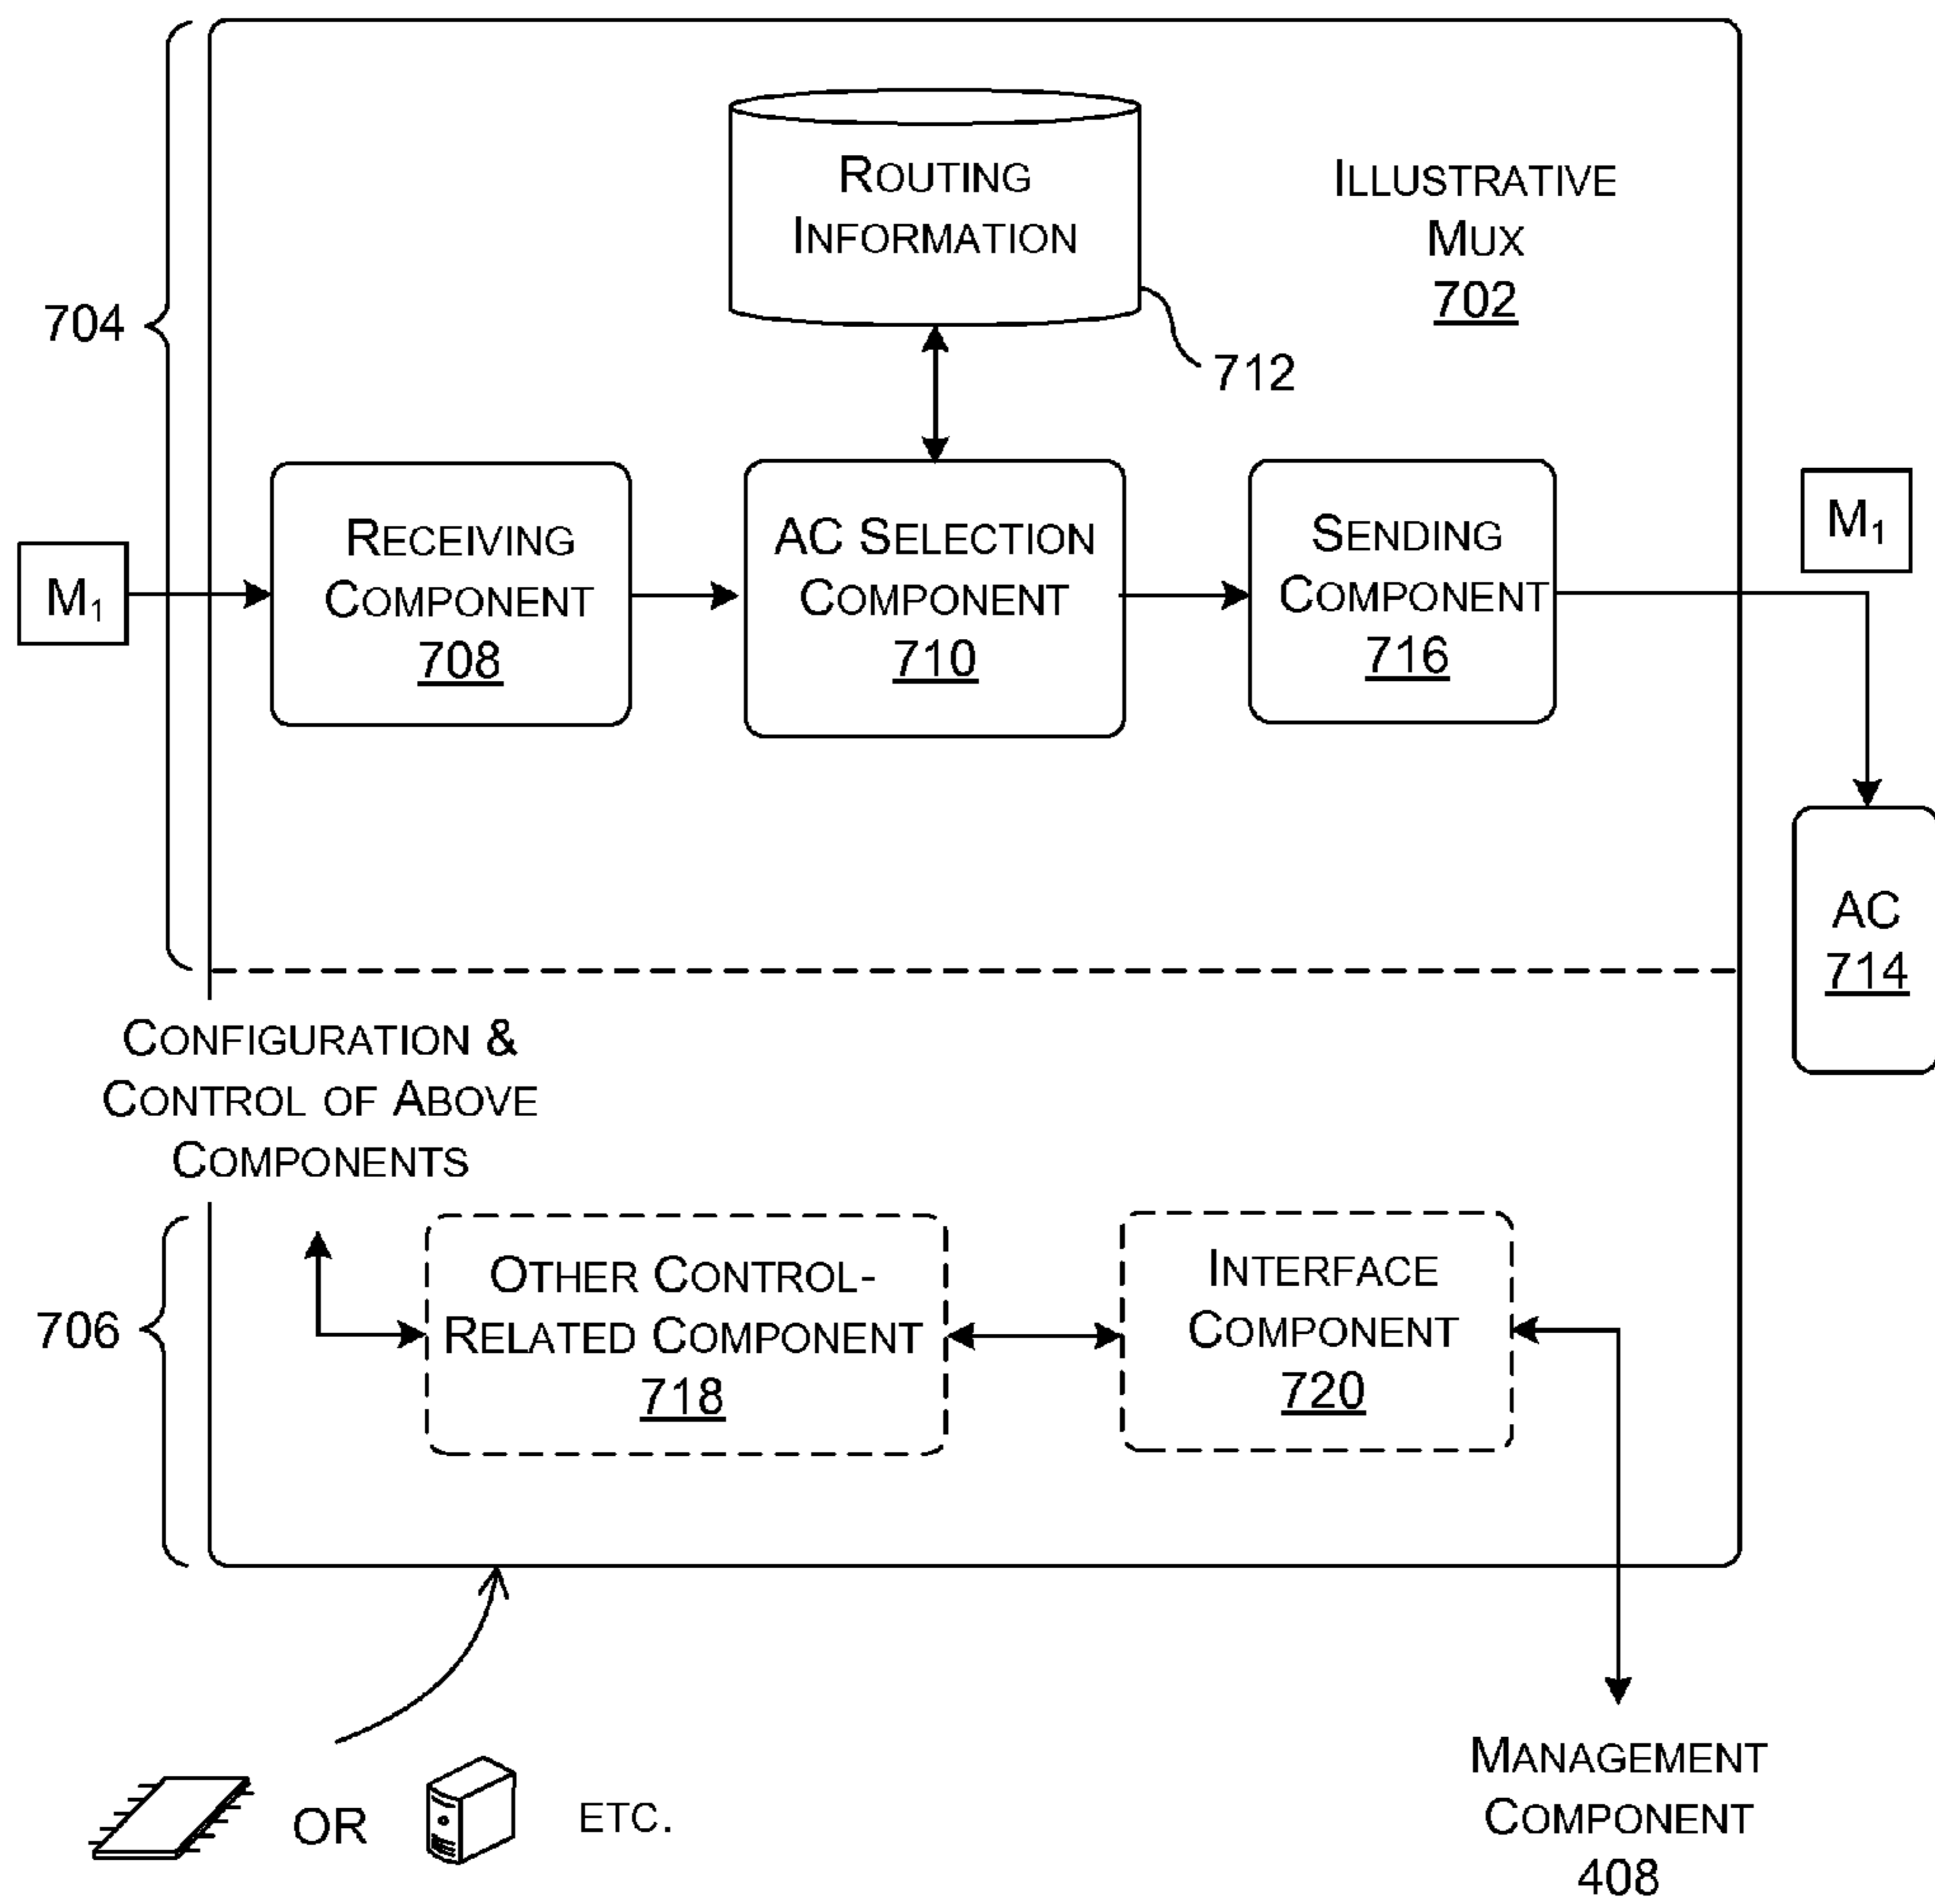 704
ROUTING
INFORMATION
712
ILLUSTRATIVE
MUX
702
M1
RECEIVING
COMPONENT
708
AC SELECTION
COMPONENT
710
SENDING
COMPONENT
716
M1
AC
714
CONFIGURATION &
CONTROL OF ABOVE
COMPONENTS
706
OTHER CONTROL-
RELATED COMPONENT
718
INTERFACE
COMPONENT
720
OR
ETC.
MANAGEMENT
COMPONENT
408